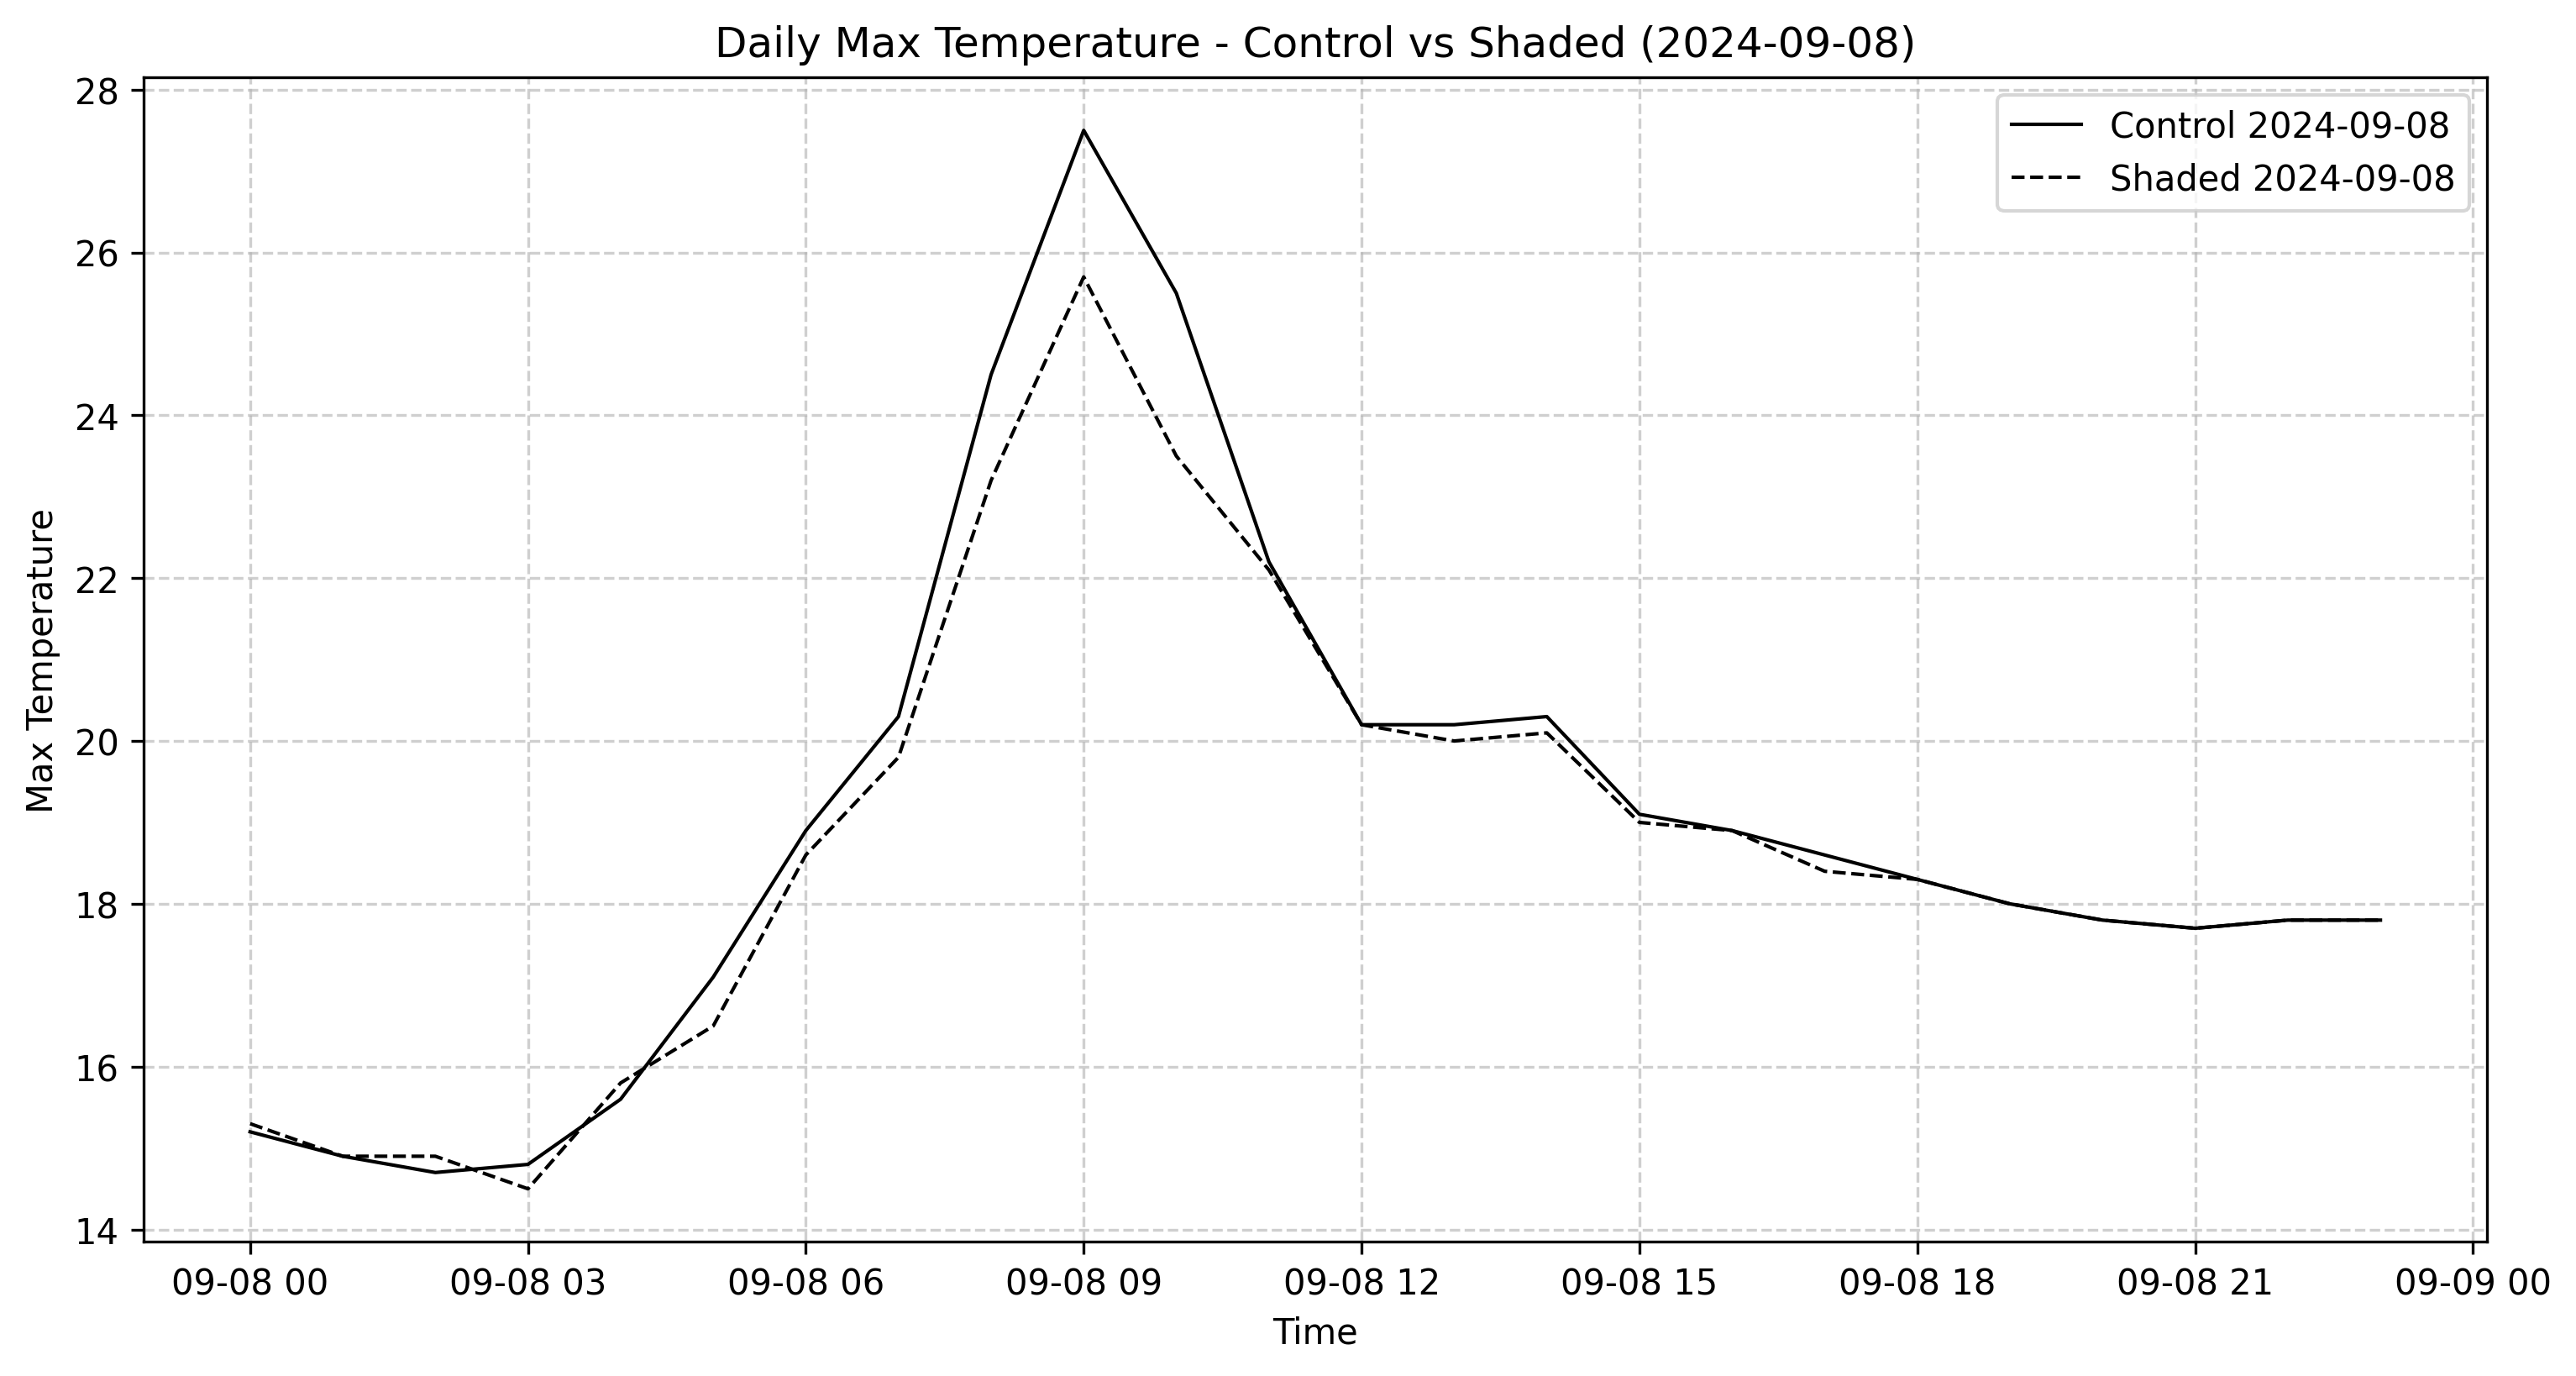 Daily Max Temperature - Control vs Shaded (2024-09-08)
Control 2024-09-08
Shaded 2024-09-08
Max Temperature
28
26
24
22
20
18
16
14
09-08 00 09-08 03 09-08 06 09-08 09 09-08 12 09-08 15 09-08 18 09-08 21 09-09 00
Time